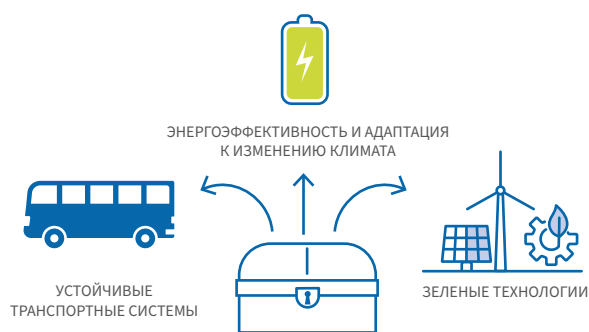 ЭНЕРГОЭФФЕКТИВНОСТЬ И АДАПТАЦИЯ
К ИЗМЕНЕНИЮ КЛИМАТА
УСТОЙЧИВЫЕ
ТРАНСПОРТНЫЕ СИСТЕМЫ
ЗЕЛЕНЫЕ ТЕХНОЛОГИИ